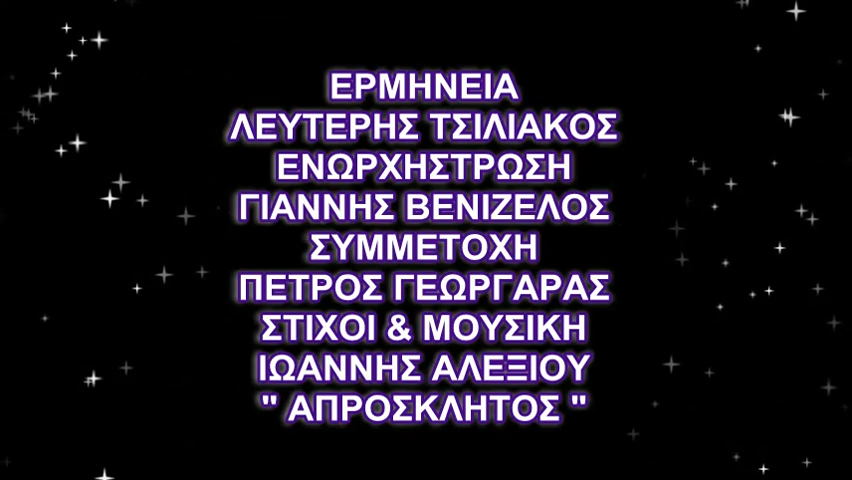 ΕΡΜΗΝΕΙΑ
ΛΕΥΤΕΡΗΣ ΤΣΙΛΙΑΚΟΣ
ΕΝΩΡΧΗΣΤΡΩΣΗ
ΓΙΑΝΝΗΣ ΒΕΝΙΖΕΛΟΣ
ΣΥΜΜΕΤΟΧΗ
ΠΕΤΡΟΣ ΓΕΩΡΓΑΡΑΣ
ΣΤΙΧΟΙ & ΜΟΥΣΙΚΗ
ΙΩΑΝΝΗΣ ΑΛΕΞΙΟΥ
" ΑΠΡΟΣΚΛΗΤΟΣ "